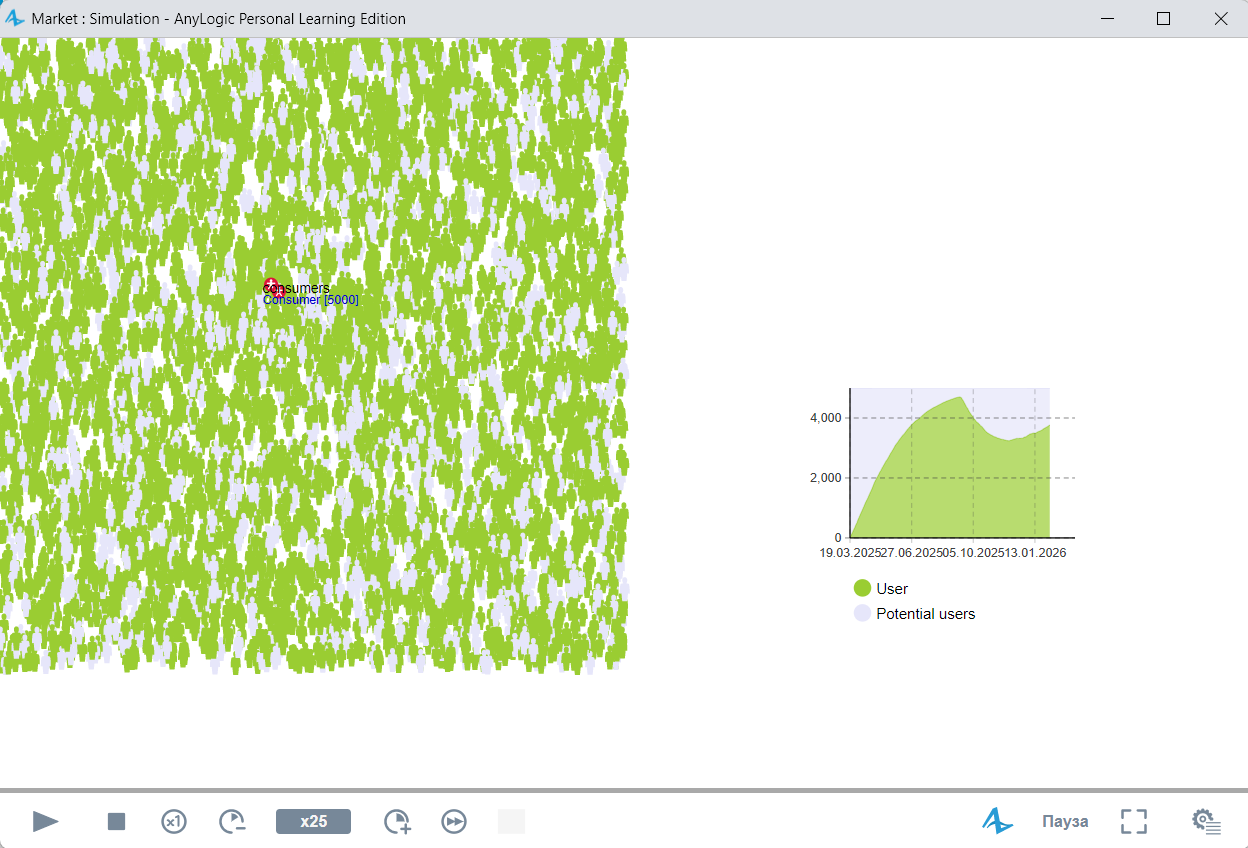 Market : Simulation - AnyLogic Personal Learning Edition
consumers
Consumer [5000]
4,000
2,000
0
19.03.2025 27.06.2025 05.10.2025 13.01.2026
User
Potential users
x1
x25
Пауза